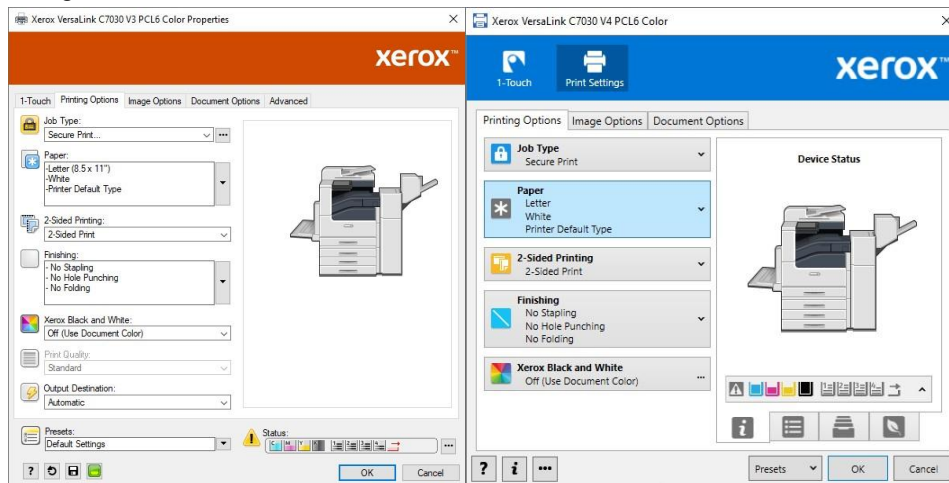 Xerox VersaLink C7030 V3 PCL6 Color Properties
xerox™
1-Touch Printing Options Image Options Document Options Advanced
Job Type:
Secure Print...
Paper:
-Letter (8.5 x 11")
-White
-Printer Default Type
2-Sided Printing:
2-Sided Print
Finishing:
- No Stapling
- No Hole Punching
- No Folding
Xerox Black and White:
Off (Use Document Color)
Print Quality:
Standard
Output Destination:
Automatic
Presets:
Default Settings
Status:
C M Y K
OK Cancel
Xerox VersaLink C7030 V4 PCL6 Color
1-Touch Print Settings
xerox™
Printing Options Image Options Document Options
Job Type
Secure Print
Paper
Letter
White
Printer Default Type
2-Sided Printing
2-Sided Print
Finishing
No Stapling
No Hole Punching
No Folding
Xerox Black and White
Off (Use Document Color)
Device Status
Presets OK Cancel